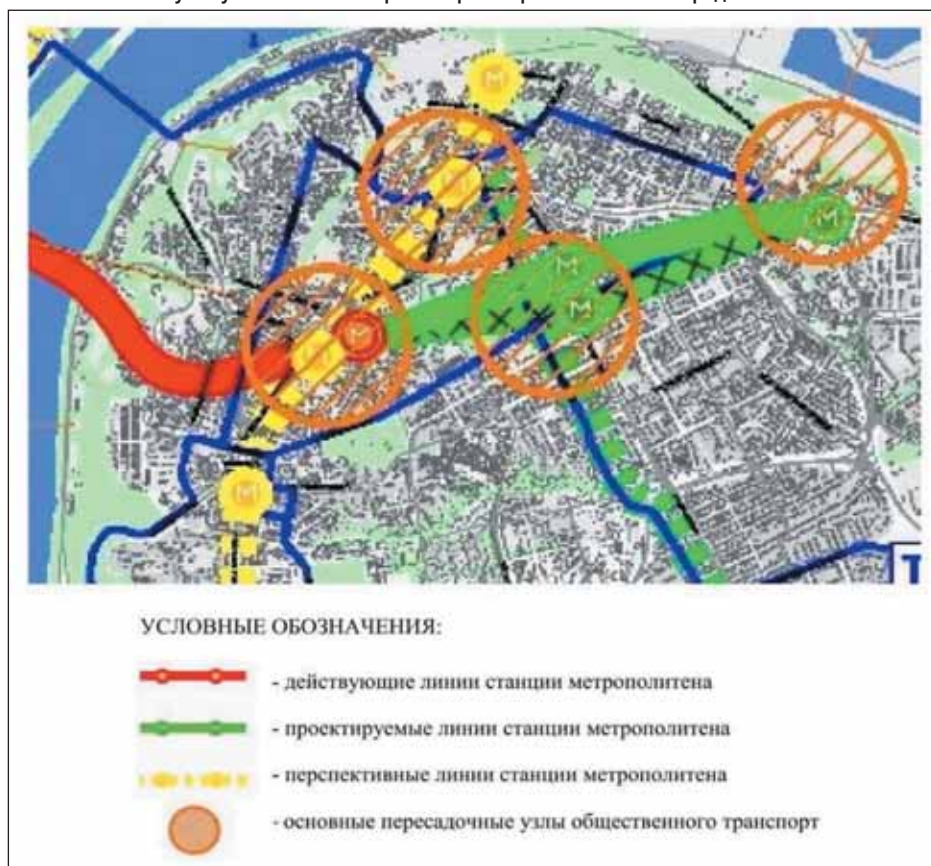 М
М
М
М
М
М
М
Т
УСЛОВНЫЕ ОБОЗНАЧЕНИЯ:
- действующие линии станции метрополитена
- проектируемые линии станции метрополитена
- перспективные линии станции метрополитена
- основные пересадочные узлы общественного транспорт